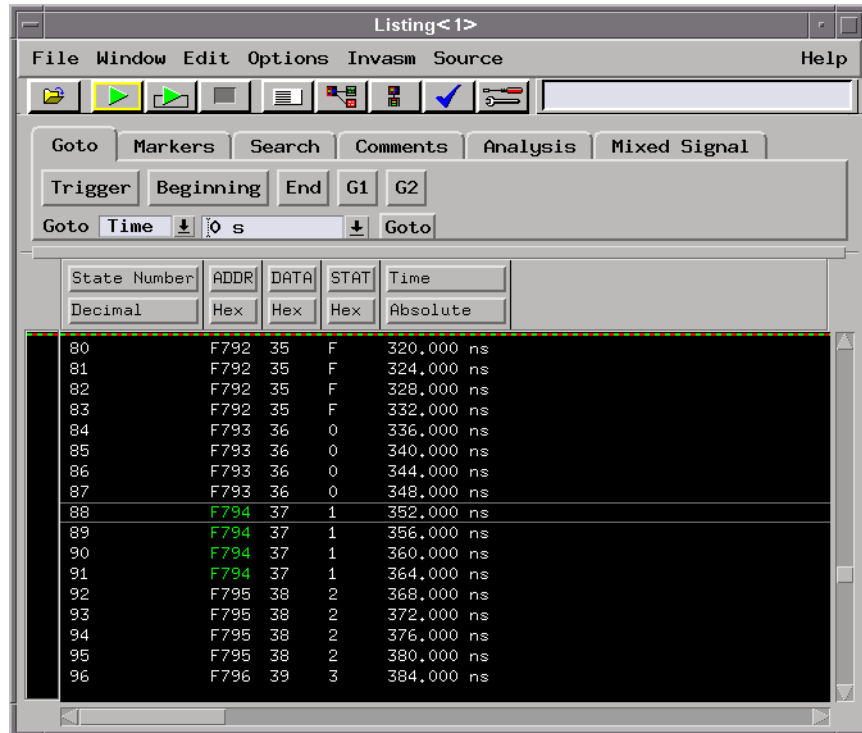 Listing<1>
File Window Edit Options Invasm Source Help
Goto Markers Search Comments Analysis Mixed Signal
Trigger Beginning End G1 G2
Goto Time 0 s Goto
State Number ADDR DATA STAT Time
Decimal Hex Hex Hex Absolute
80 F792 35 F 320.000 ns
81 F792 35 F 324.000 ns
82 F792 35 F 328.000 ns
83 F792 35 F 332.000 ns
84 F793 36 0 336.000 ns
85 F793 36 0 340.000 ns
86 F793 36 0 344.000 ns
87 F793 36 0 348.000 ns
88 F794 37 1 352.000 ns
89 F794 37 1 356.000 ns
90 F794 37 1 360.000 ns
91 F794 37 1 364.000 ns
92 F795 38 2 368.000 ns
93 F795 38 2 372.000 ns
94 F795 38 2 376.000 ns
95 F795 38 2 380.000 ns
96 F796 39 3 384.000 ns